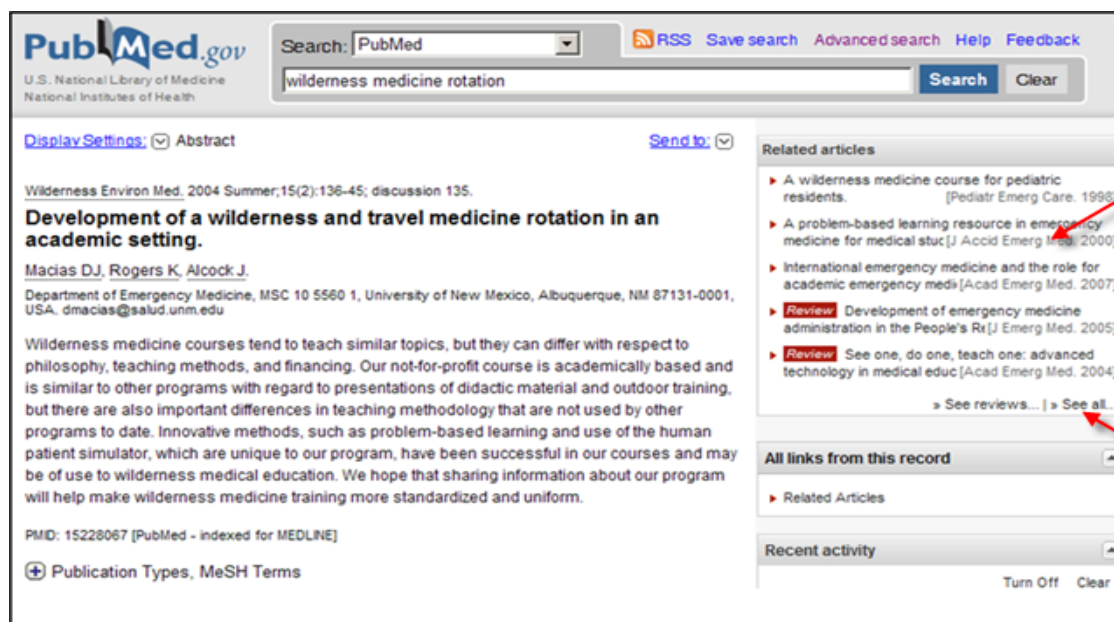 PubMed.gov
U.S. National Library of Medicine
National Institutes of Health
Search: PubMed
RSS Save search Advanced search Help Feedback
wilderness medicine rotation
Search Clear
Display Settings: Abstract
Send to:
Wilderness Environ Med. 2004 Summer;15(2):136-45; discussion 135.
Development of a wilderness and travel medicine rotation in an
academic setting.
Macias DJ, Rogers K, Alcock J.
Department of Emergency Medicine, MSC 10 5560 1, University of New Mexico, Albuquerque, NM 87131-0001,
USA. dmacias@salud.unm.edu
Wilderness medicine courses tend to teach similar topics, but they can differ with respect to
philosophy, teaching methods, and financing. Our not-for-profit course is academically based and
is similar to other programs with regard to presentations of didactic material and outdoor training,
but there are also important differences in teaching methodology that are not used by other
programs to date. Innovative methods, such as problem-based learning and use of the human
patient simulator, which are unique to our program, have been successful in our courses and may
be of use to wilderness medical education. We hope that sharing information about our program
will help make wilderness medicine training more standardized and uniform.
PMID: 15228067 [PubMed - indexed for MEDLINE]
Publication Types, MeSH Terms
Related articles
A wilderness medicine course for pediatric
residents. [Pediatr Emerg Care. 1998]
A problem-based learning resource in emergency
medicine for medical stuc [J Accid Emerg Med. 2000]
International emergency medicine and the role for
academic emergency medi [Acad Emerg Med. 2007]
Review Development of emergency medicine
administration in the People's Re [J Emerg Med. 2005]
Review See one, do one, teach one: advanced
technology in medical educ [Acad Emerg Med. 2004]
» See reviews... | » See all...
All links from this record
Related Articles
Recent activity
Turn Off Clear